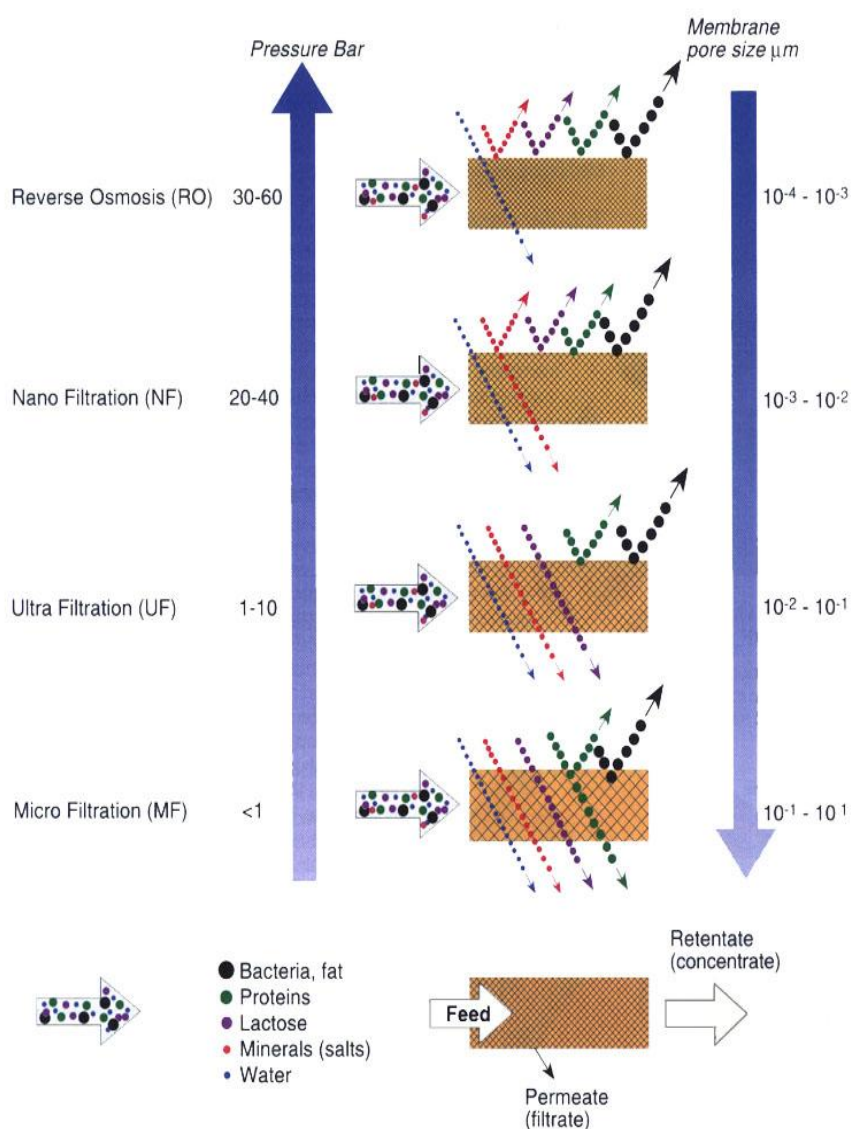 Pressure Bar
Membrane
pore size μm
Reverse Osmosis (RO) 30-60 10⁻⁴ - 10⁻³
Nano Filtration (NF) 20-40 10⁻³ - 10⁻²
Ultra Filtration (UF) 1-10 10⁻² - 10⁻¹
Micro Filtration (MF) <1 10⁻¹ - 10¹
Bacteria, fat
Proteins
Lactose
Minerals (salts)
Water
Feed
Retentate
(concentrate)
Permeate
(filtrate)